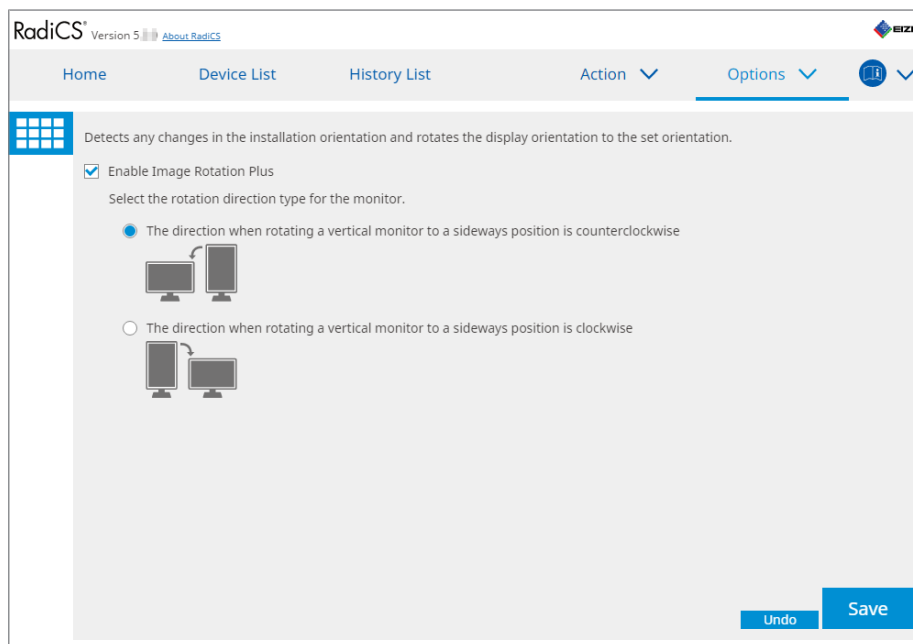 RadiCS® Version 5. About RadiCS
EIZ
Home Device List History List Action Options
Detects any changes in the installation orientation and rotates the display orientation to the set orientation.
Enable Image Rotation Plus
Select the rotation direction type for the monitor.
The direction when rotating a vertical monitor to a sideways position is counterclockwise
The direction when rotating a vertical monitor to a sideways position is clockwise
Undo
Save